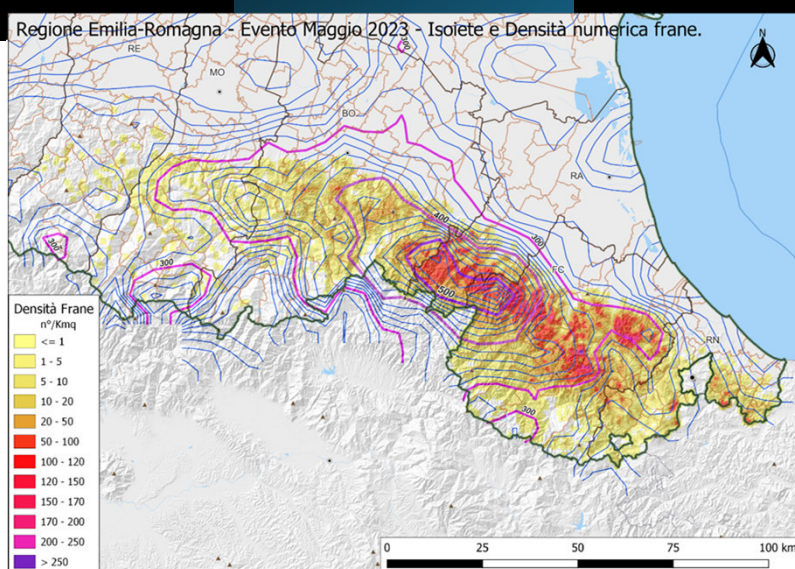 Regione Emilia-Romagna - Evento Maggio 2023 - Isoiete e Densità numerica frane.
N
RE
MO
300
BO
RA
400
300
300
300
FC
500
RN
300
Densità Frane
n°/Kmq
<= 1
1 - 5
5 - 10
10 - 20
20 - 50
50 - 100
100 - 120
120 - 150
150 - 170
170 - 200
200 - 250
> 250
0 25 50 75 100 km